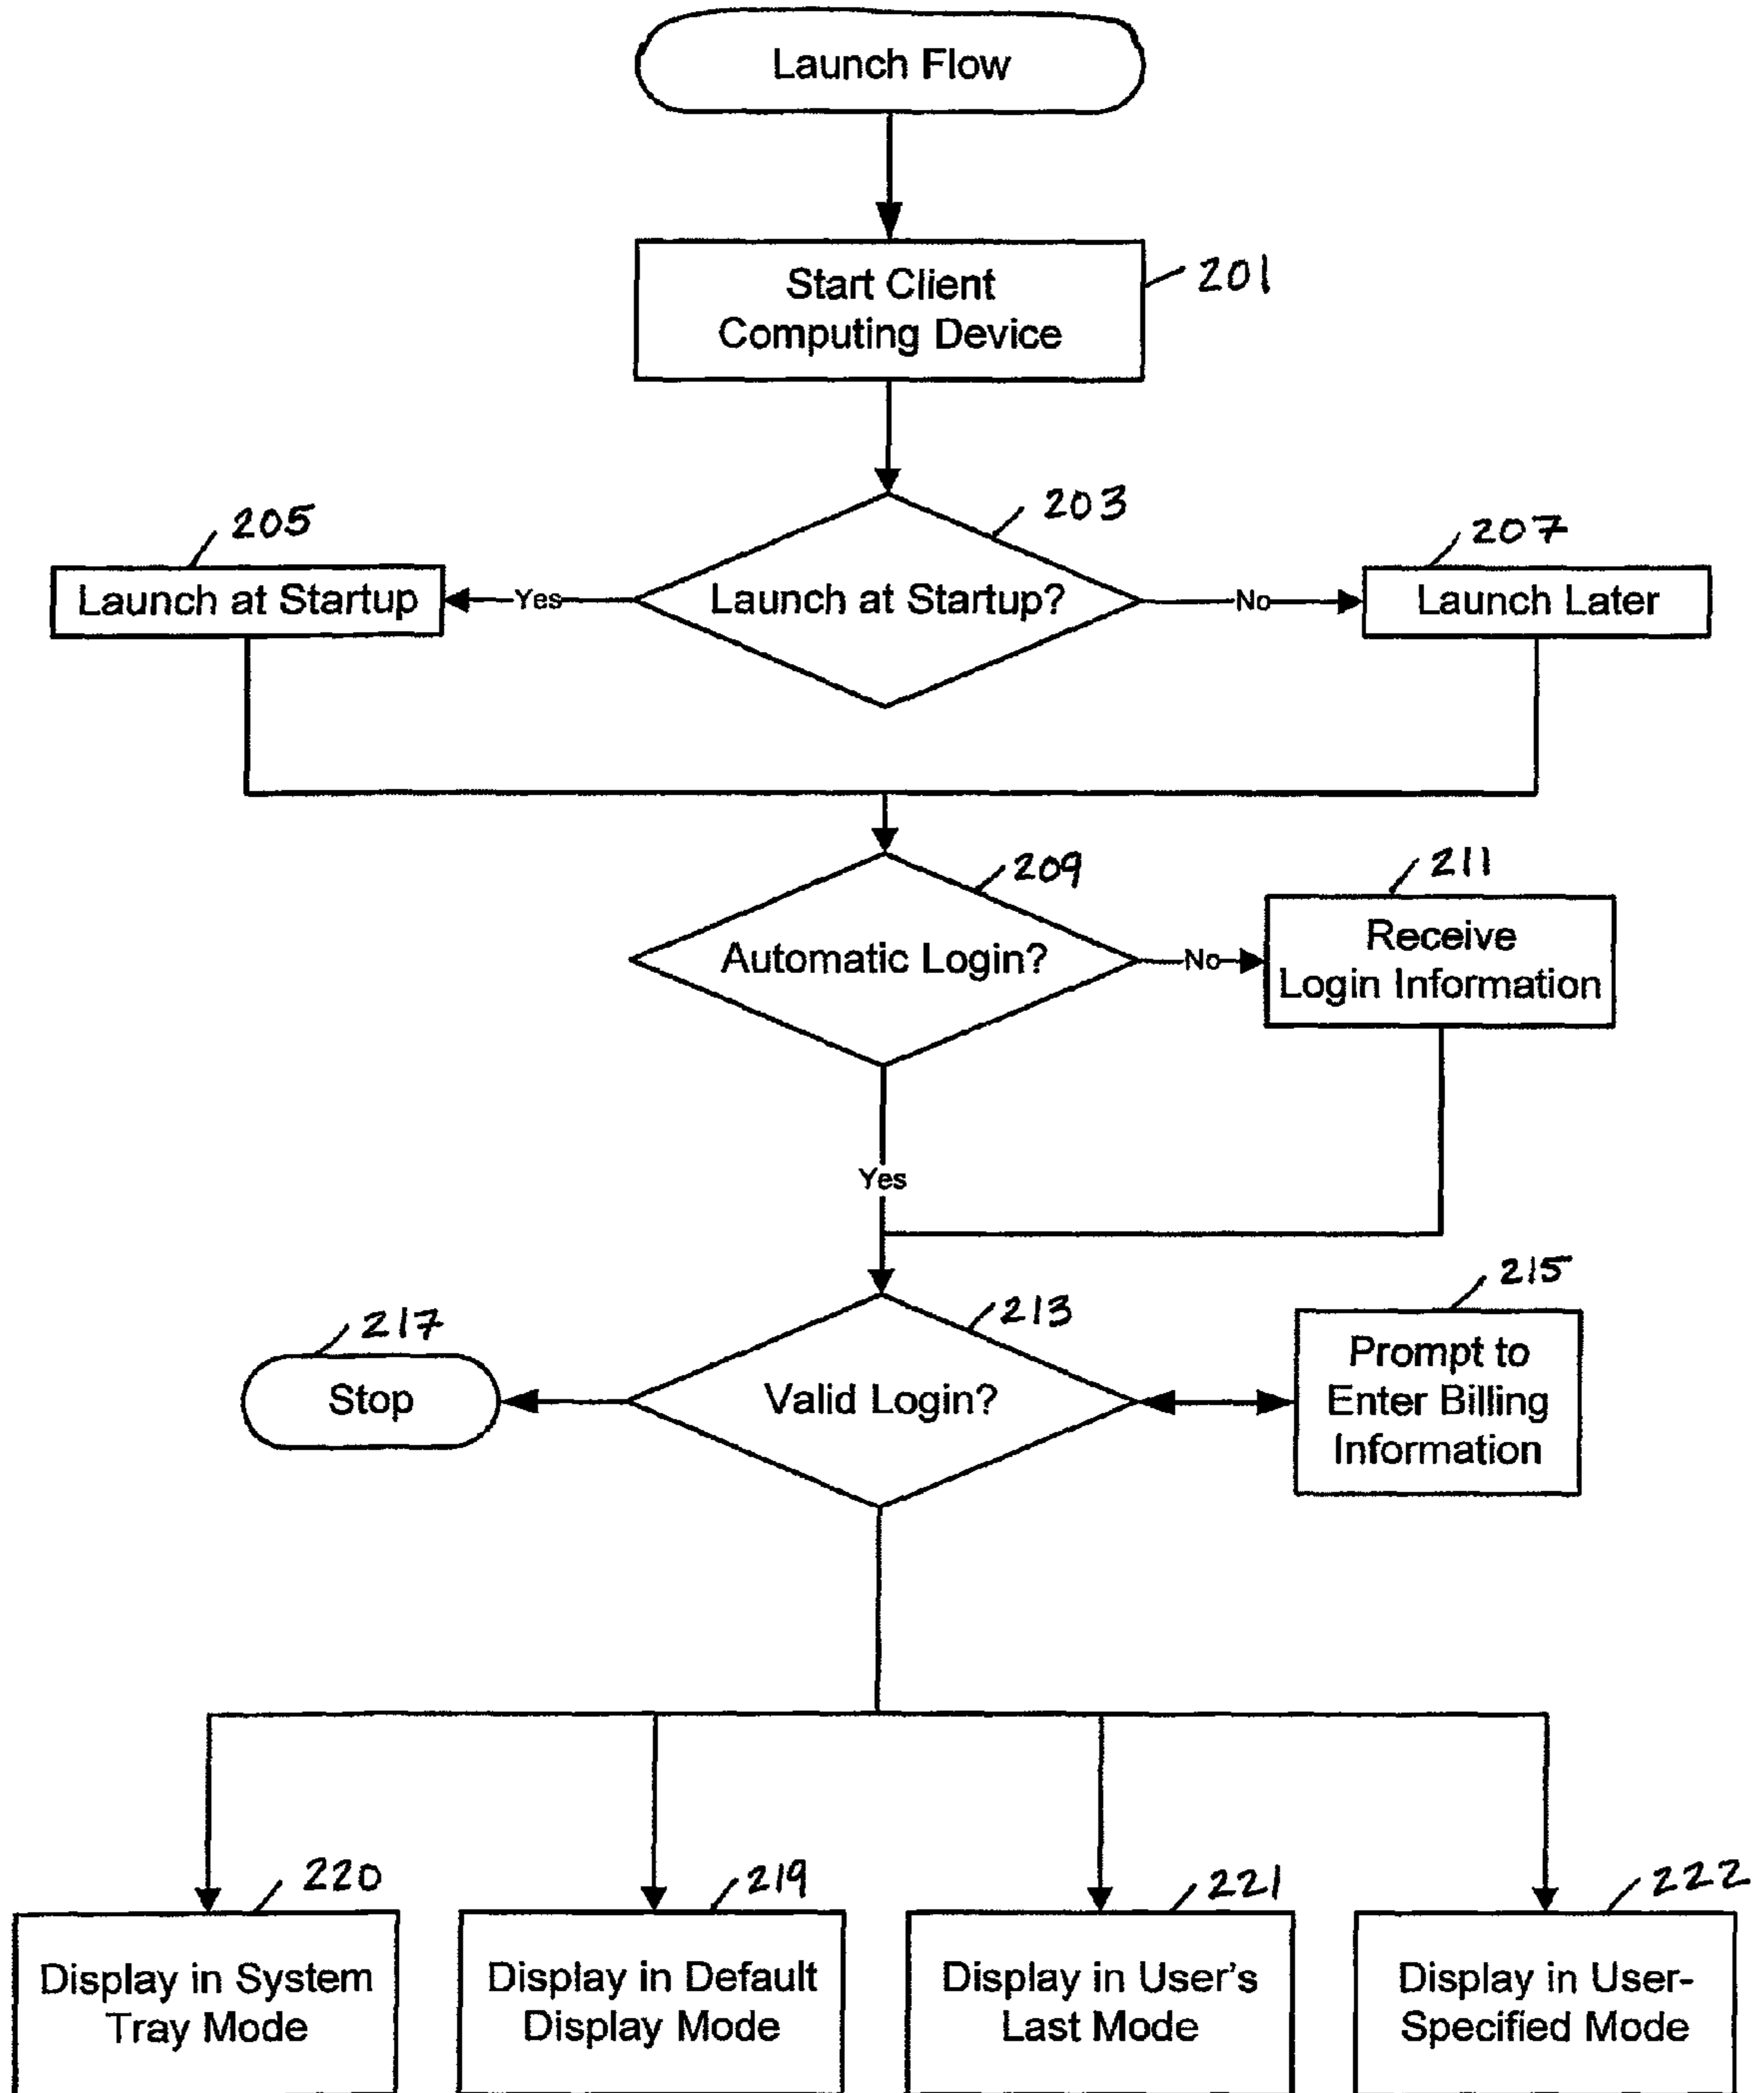 Launch Flow
Start Client
Computing Device
201
203
205
207
Launch at Startup
Yes
Launch at Startup?
No
Launch Later
209
211
Automatic Login?
No
Receive
Login Information
Yes
213
215
217
Stop
Valid Login?
Prompt to
Enter Billing
Information
220
219
221
222
Display in System
Tray Mode
Display in Default
Display Mode
Display in User's
Last Mode
Display in User-
Specified Mode